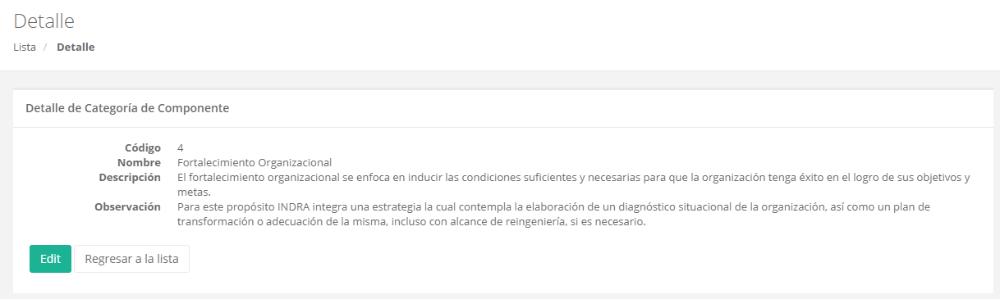 Detalle
Lista / Detalle
Detalle de Categoría de Componente
Código 4
Nombre Fortalecimiento Organizacional
Descripción El fortalecimiento organizacional se enfoca en inducir las condiciones suficientes y necesarias para que la organización tenga éxito en el logro de sus objetivos y
metas.
Observación Para este propósito INDRA integra una estrategia la cual contempla la elaboración de un diagnóstico situacional de la organización, así como un plan de
transformación o adecuación de la misma, incluso con alcance de reingeniería, si es necesario.
Edit Regresar a la lista